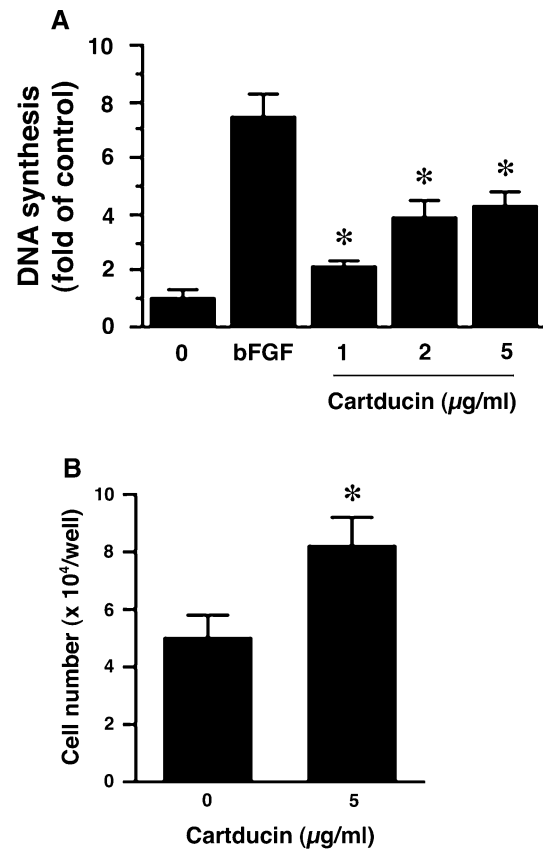 A
DNA synthesis
(fold of control)
10
8
6
4
2
0
*
*
*
0 bFGF 1 2 5
Cartducin (µg/ml)
B
Cell number (x 10⁴/well)
10
8
6
4
2
0
*
0 5
Cartducin (µg/ml)